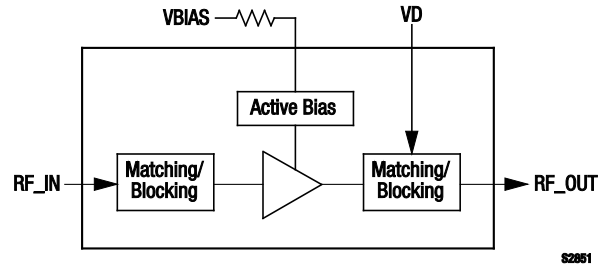 VBIAS
VD
Active Bias
RF_IN
Matching/
Blocking
Matching/
Blocking
RF_OUT
S2851